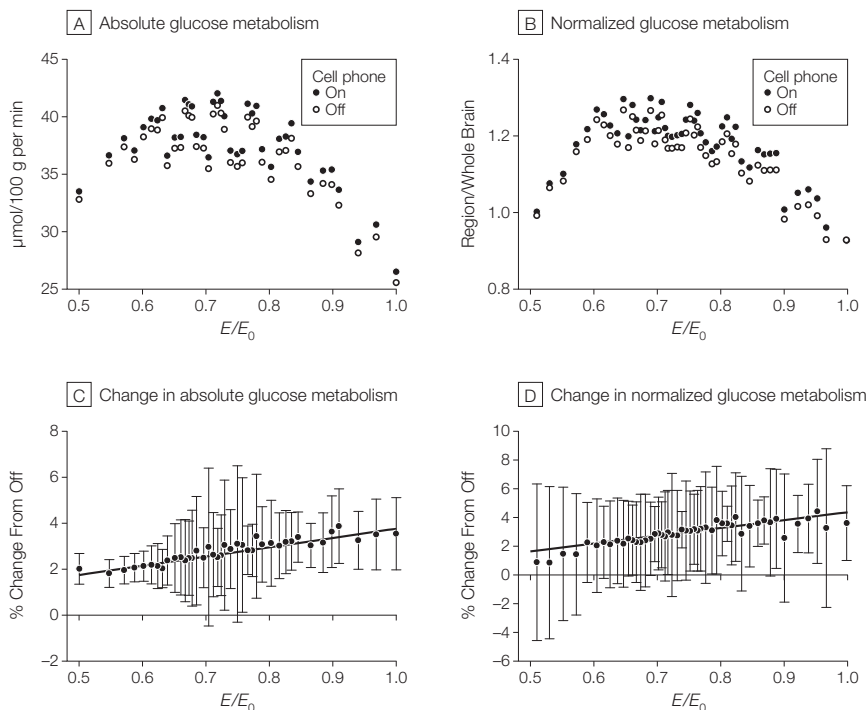 A Absolute glucose metabolism
45
40
35
30
25
µmol/100 g per min
Cell phone
On
Off
0.5 0.6 0.7 0.8 0.9 1.0
E/E0
B Normalized glucose metabolism
1.4
1.2
1.0
0.8
Region/Whole Brain
Cell phone
On
Off
0.5 0.6 0.7 0.8 0.9 1.0
E/E0
C Change in absolute glucose metabolism
8
6
4
2
0
−2
% Change From Off
0.5 0.6 0.7 0.8 0.9 1.0
E/E0
D Change in normalized glucose metabolism
10
8
6
4
2
0
−2
−4
−6
% Change From Off
0.5 0.6 0.7 0.8 0.9 1.0
E/E0